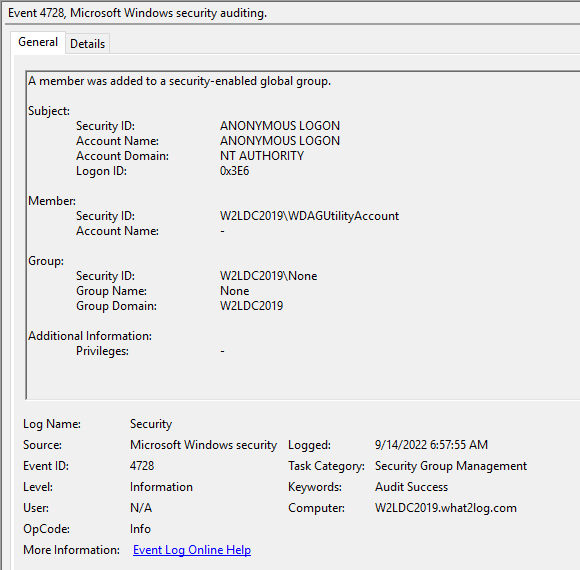 Event 4728, Microsoft Windows security auditing.
General Details
A member was added to a security-enabled global group.
Subject:
Security ID: ANONYMOUS LOGON
Account Name: ANONYMOUS LOGON
Account Domain: NT AUTHORITY
Logon ID: 0x3E6
Member:
Security ID: W2LDC2019\WDAGUtilityAccount
Account Name: -
Group:
Security ID: W2LDC2019\None
Group Name: None
Group Domain: W2LDC2019
Additional Information:
Privileges: -
Log Name: Security
Source: Microsoft Windows security Logged: 9/14/2022 6:57:55 AM
Event ID: 4728 Task Category: Security Group Management
Level: Information Keywords: Audit Success
User: N/A Computer: W2LDC2019.what2log.com
OpCode: Info
More Information: Event Log Online Help